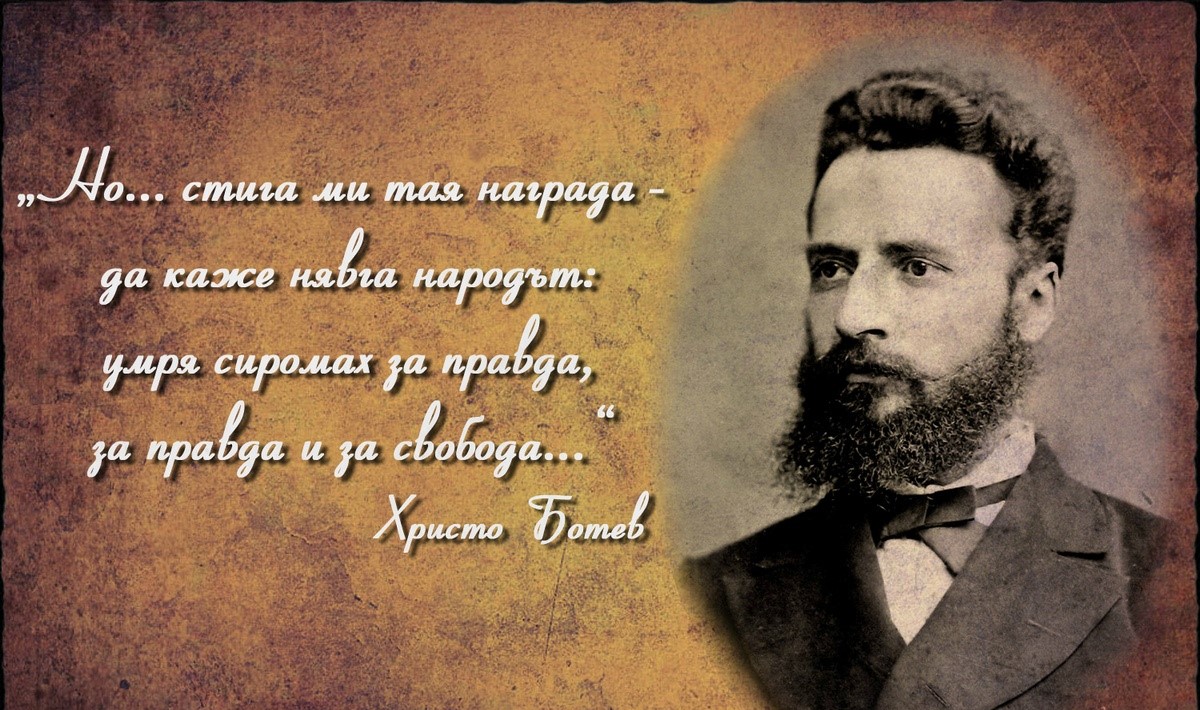 „Но... стига ми тая награда -
да каже нявга народът:
умря сиромах за правда,
за правда и за свобода...“
Христо Ботев